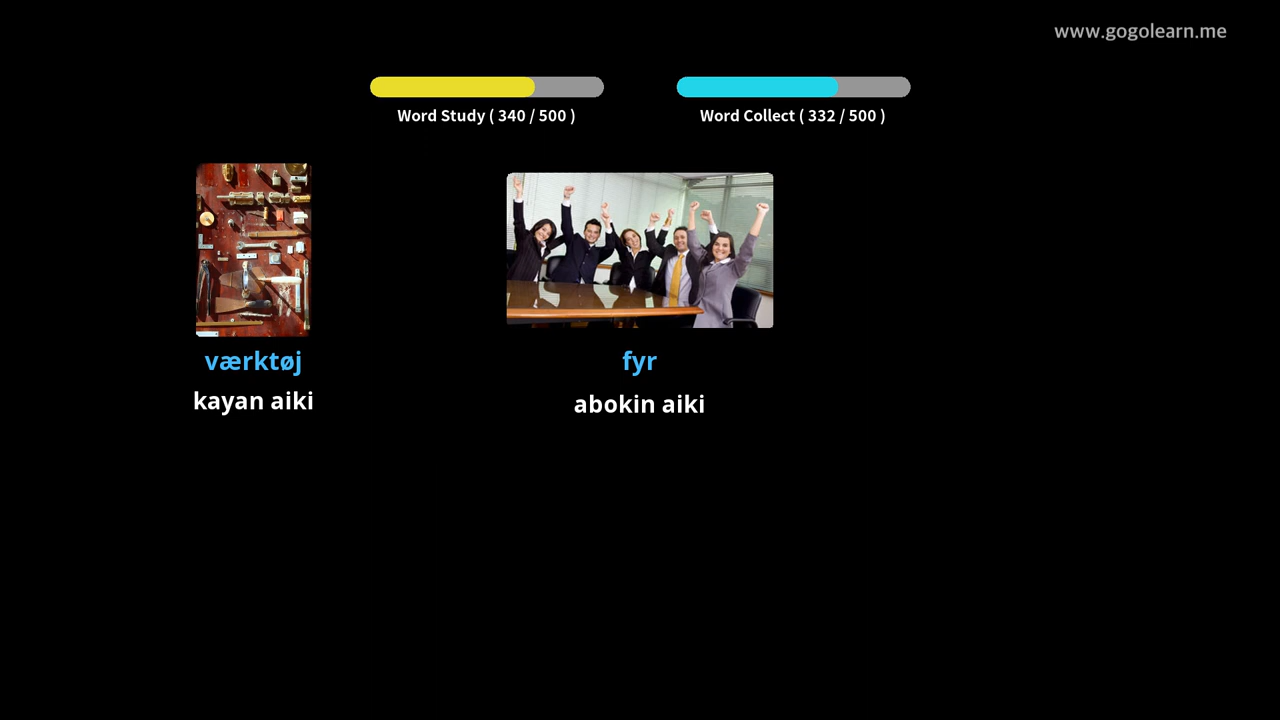 www.gogolearn.me
Word Study ( 340 / 500 )
Word Collect ( 332 / 500 )
værktøj
kayan aiki
fyr
abokin aiki